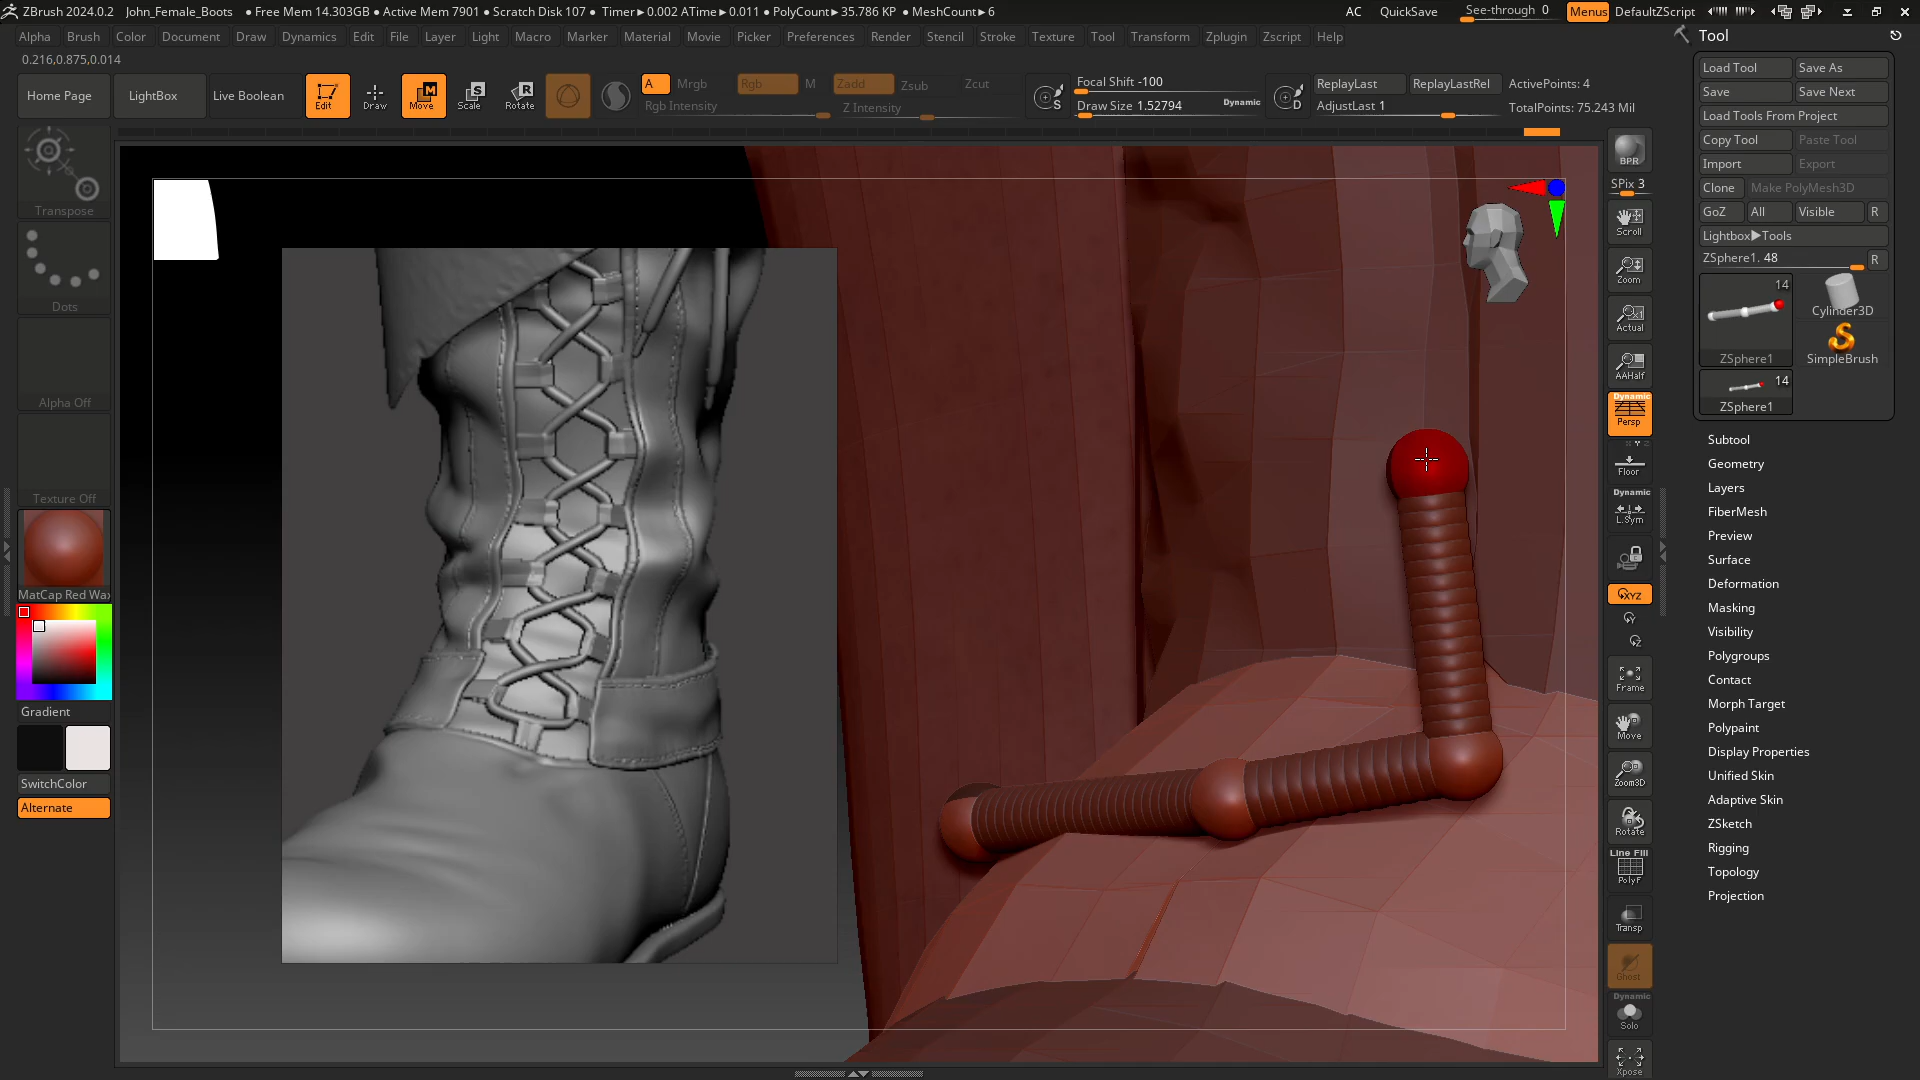 ZBrush 2024.0.2 John_Female_Boots ● Free Mem 14.303GB ● Active Mem 7901 ● Scratch Disk 107 ● Timer▶0.002 ATime▶0.011 ● PolyCount▶35.786 KP ● MeshCount▶6 AC QuickSave See-through 0 Menus DefaultZScript
Alpha Brush Color Document Draw Dynamics Edit File Layer Light Macro Marker Material Movie Picker Preferences Render Stencil Stroke Texture Tool Transform Zplugin Zscript Help
0.216,0.875,0.014
Home Page LightBox Live Boolean Edit Draw Move Scale Rotate
M S R
A Mrgb Rgb M Zadd Zsub Zcut
Rgb Intensity Z Intensity
S Focal Shift -100
Draw Size 1.52794 Dynamic
D ReplayLast ReplayLastRel ActivePoints: 4
AdjustLast 1 TotalPoints: 75.243 Mil
Transpose
Dots
Alpha Off
Texture Off
MatCap Red Wax
Gradient
SwitchColor
Alternate
BPR
SPix 3
Scroll
Zoom
Actual
AAHalf
Dynamic
Persp
Floor
Dynamic
L.Sym
XYZ
Y
Z
Frame
Move
Zoom3D
Rotate
Line Fill
PolyF
Transp
Ghost
Dynamic
Solo
Xpose
Tool
Load Tool Save As
Save Save Next
Load Tools From Project
Copy Tool Paste Tool
Import Export
Clone Make PolyMesh3D
GoZ All Visible R
Lightbox▶Tools
ZSphere1. 48 R
14
Cylinder3D
ZSphere1 SimpleBrush
14
ZSphere1
Subtool
Geometry
Layers
FiberMesh
Preview
Surface
Deformation
Masking
Visibility
Polygroups
Contact
Morph Target
Polypaint
Display Properties
Unified Skin
Adaptive Skin
ZSketch
Rigging
Topology
Projection